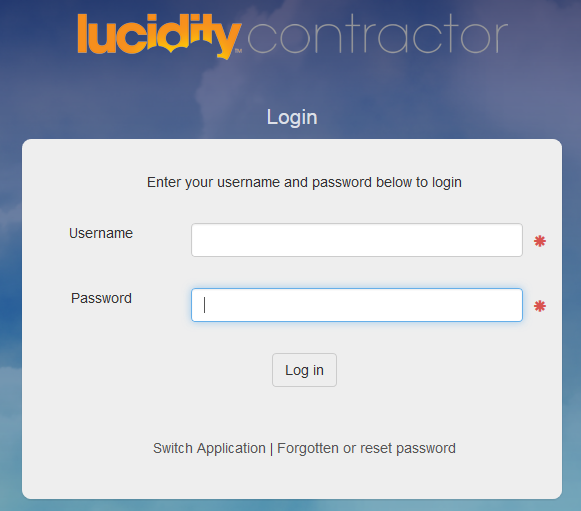 lucidity™ contractor
Login
Enter your username and password below to login
Username *
Password *
Log in
Switch Application | Forgotten or reset password